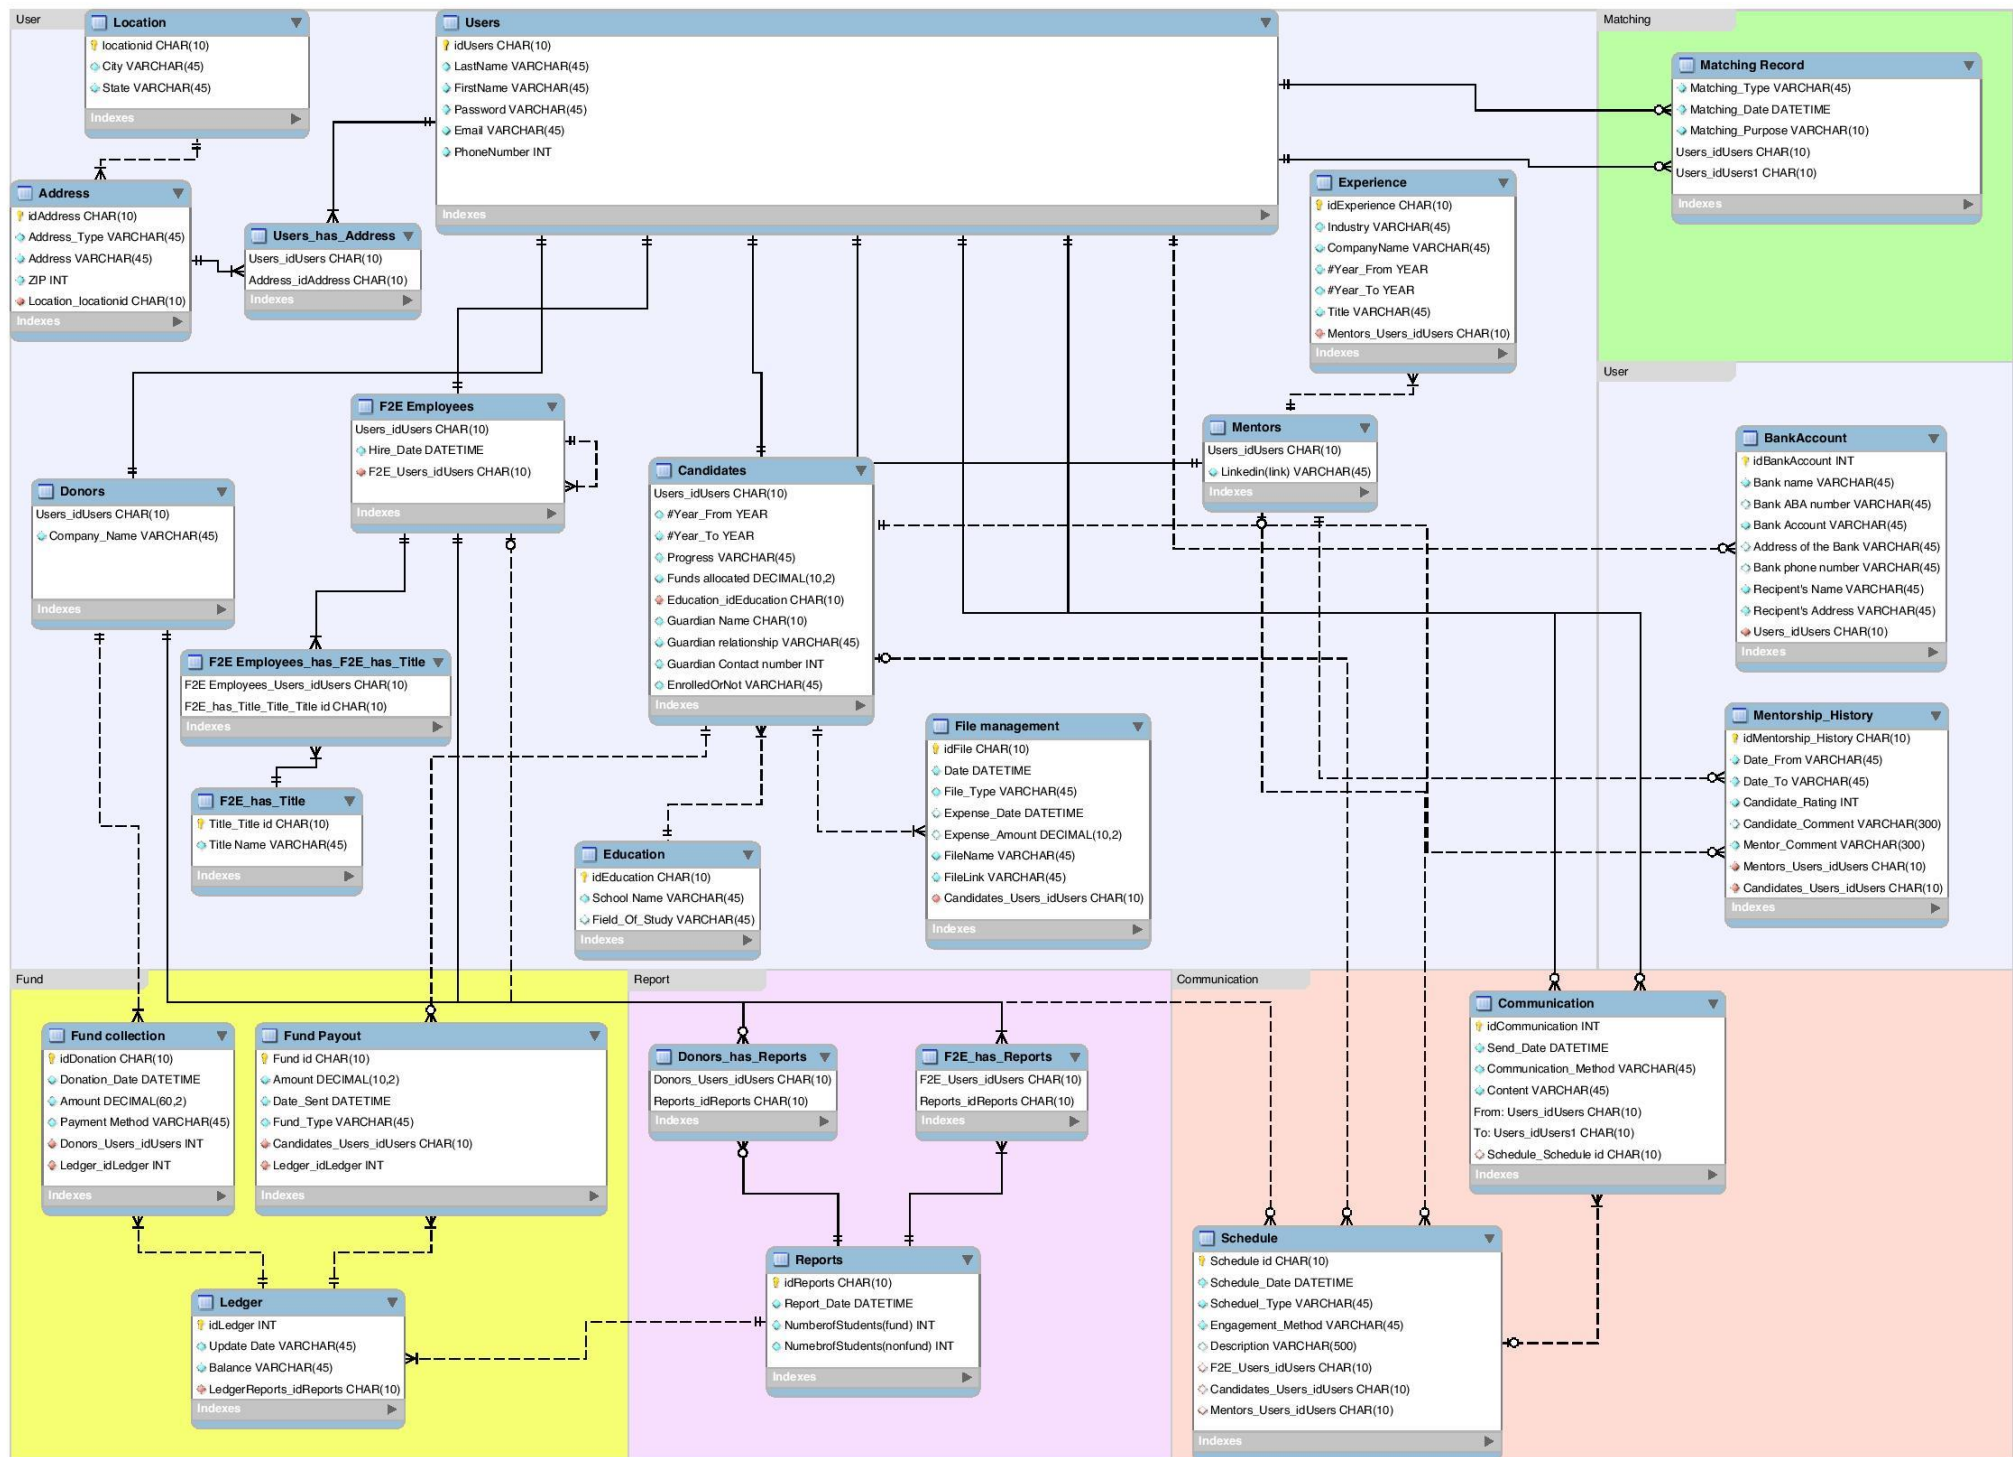 User
Location
locationid CHAR(10)
City VARCHAR(45)
State VARCHAR(45)
Indexes
Users
idUsers CHAR(10)
LastName VARCHAR(45)
FirstName VARCHAR(45)
Password VARCHAR(45)
Email VARCHAR(45)
PhoneNumber INT
Indexes
Matching
Matching Record
Matching_Type VARCHAR(45)
Matching_Date DATETIME
Matching_Purpose VARCHAR(10)
Users_idUsers CHAR(10)
Users_idUsers1 CHAR(10)
Indexes
Address
idAddress CHAR(10)
Address_Type VARCHAR(45)
Address VARCHAR(45)
ZIP INT
Location_locationid CHAR(10)
Indexes
Users_has_Address
Users_idUsers CHAR(10)
Address_idAddress CHAR(10)
Indexes
Experience
idExperience CHAR(10)
Industry VARCHAR(45)
CompanyName VARCHAR(45)
#Year_From YEAR
#Year_To YEAR
Title VARCHAR(45)
Mentors_Users_idUsers CHAR(10)
Indexes
F2E Employees
Users_idUsers CHAR(10)
Hire_Date DATETIME
F2E_Users_idUsers CHAR(10)
Indexes
Mentors
Users_idUsers CHAR(10)
Linkedin(link) VARCHAR(45)
Indexes
User
BankAccount
idBankAccount INT
Bank name VARCHAR(45)
Bank ABA number VARCHAR(45)
Bank Account VARCHAR(45)
Address of the Bank VARCHAR(45)
Bank phone number VARCHAR(45)
Recipent's Name VARCHAR(45)
Recipent's Address VARCHAR(45)
Users_idUsers CHAR(10)
Indexes
Donors
Users_idUsers CHAR(10)
Company_Name VARCHAR(45)
Indexes
Candidates
Users_idUsers CHAR(10)
#Year_From YEAR
#Year_To YEAR
Progress VARCHAR(45)
Funds allocated DECIMAL(10,2)
Education_idEducation CHAR(10)
Guardian Name CHAR(10)
Guardian relationship VARCHAR(45)
Guardian Contact number INT
EnrolledOrNot VARCHAR(45)
Indexes
F2E Employees_has_F2E_has_Title
F2E Employees_Users_idUsers CHAR(10)
F2E_has_Title_Title_Title id CHAR(10)
Indexes
F2E_has_Title
Title_Title id CHAR(10)
Title Name VARCHAR(45)
Indexes
File management
idFile CHAR(10)
Date DATETIME
File_Type VARCHAR(45)
Expense_Date DATETIME
Expense_Amount DECIMAL(10,2)
FileName VARCHAR(45)
FileLink VARCHAR(45)
Candidates_Users_idUsers CHAR(10)
Indexes
Mentorship_History
idMentorship_History CHAR(10)
Date_From VARCHAR(45)
Date_To VARCHAR(45)
Candidate_Rating INT
Candidate_Comment VARCHAR(300)
Mentor_Comment VARCHAR(300)
Mentors_Users_idUsers CHAR(10)
Candidates_Users_idUsers CHAR(10)
Indexes
Education
idEducation CHAR(10)
School Name VARCHAR(45)
Field_Of_Study VARCHAR(45)
Indexes
Fund
Fund collection
idDonation CHAR(10)
Donation_Date DATETIME
Amount DECIMAL(60,2)
Payment Method VARCHAR(45)
Donors_Users_idUsers INT
Ledger_idLedger INT
Indexes
Fund Payout
Fund id CHAR(10)
Amount DECIMAL(10,2)
Date_Sent DATETIME
Fund_Type VARCHAR(45)
Candidates_Users_idUsers CHAR(10)
Ledger_idLedger INT
Indexes
Ledger
idLedger INT
Update Date VARCHAR(45)
Balance VARCHAR(45)
LedgerReports_idReports CHAR(10)
Indexes
Report
Donors_has_Reports
Donors_Users_idUsers CHAR(10)
Reports_idReports CHAR(10)
Indexes
F2E_has_Reports
F2E_Users_idUsers CHAR(10)
Reports_idReports CHAR(10)
Indexes
Reports
idReports CHAR(10)
Report_Date DATETIME
NumberofStudents(fund) INT
NumebrofStudents(nonfund) INT
Indexes
Communication
Communication
idCommunication INT
Send_Date DATETIME
Communication_Method VARCHAR(45)
Content VARCHAR(45)
From: Users_idUsers CHAR(10)
To: Users_idUsers1 CHAR(10)
Schedule_Schedule id CHAR(10)
Indexes
Schedule
Schedule id CHAR(10)
Schedule_Date DATETIME
Scheduel_Type VARCHAR(45)
Engagement_Method VARCHAR(45)
Description VARCHAR(500)
F2E_Users_idUsers CHAR(10)
Candidates_Users_idUsers CHAR(10)
Mentors_Users_idUsers CHAR(10)
Indexes